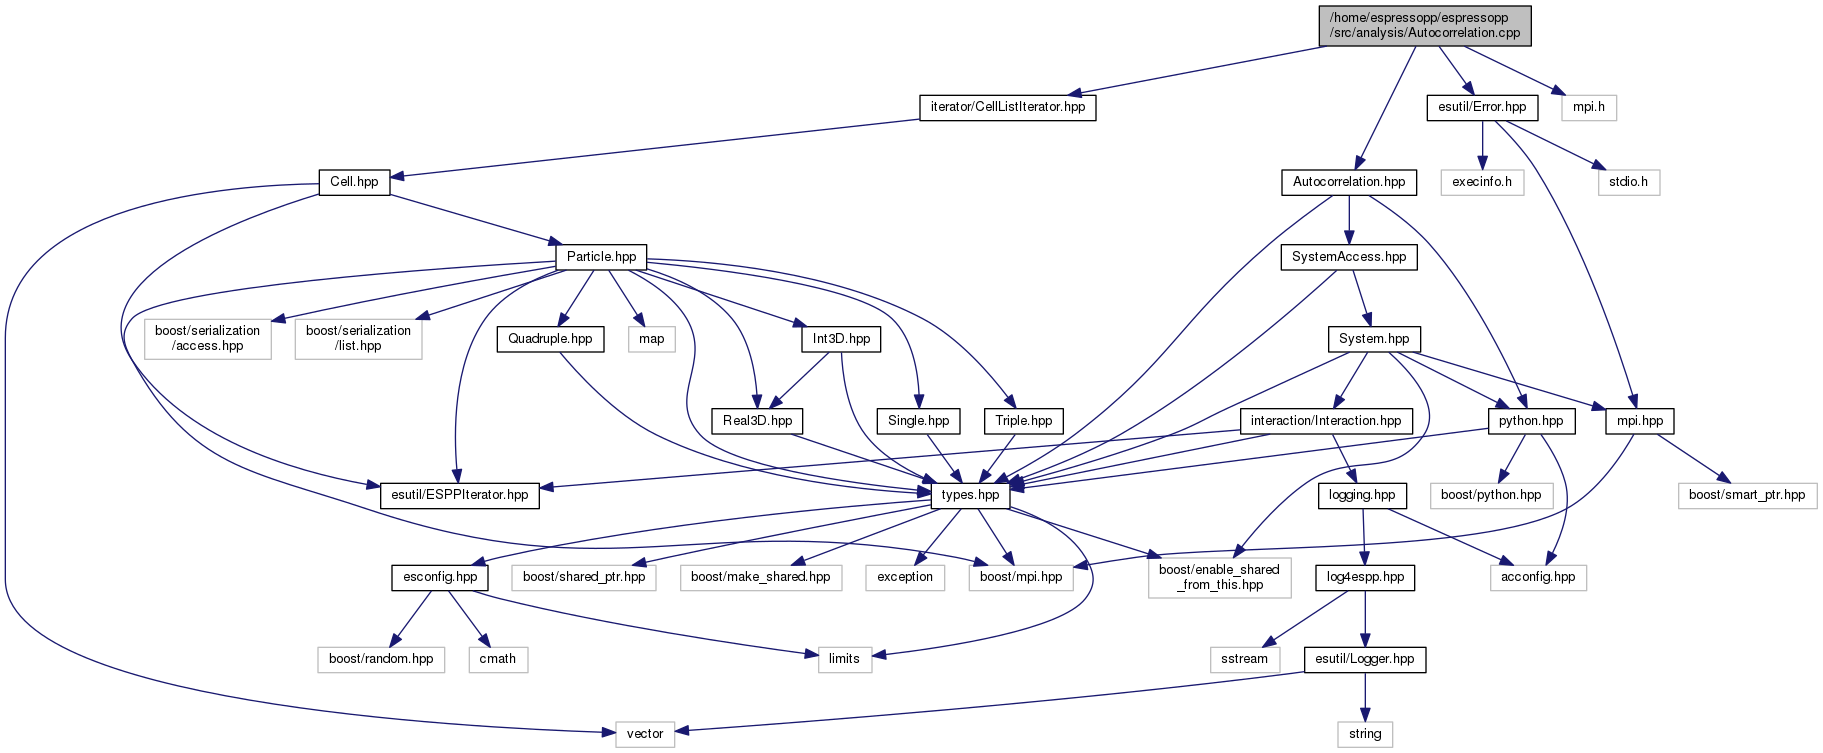 /home/espressopp/espressopp
/src/analysis/Autocorrelation.cpp
iterator/CellListIterator.hpp
esutil/Error.hpp
mpi.h
Cell.hpp
Autocorrelation.hpp
execinfo.h
stdio.h
Particle.hpp
SystemAccess.hpp
boost/serialization
/access.hpp
boost/serialization
/list.hpp
Quadruple.hpp
map
Int3D.hpp
System.hpp
Real3D.hpp
Single.hpp
Triple.hpp
interaction/Interaction.hpp
python.hpp
mpi.hpp
esutil/ESPPIterator.hpp
types.hpp
logging.hpp
boost/python.hpp
boost/smart_ptr.hpp
esconfig.hpp
boost/shared_ptr.hpp
boost/make_shared.hpp
exception
boost/mpi.hpp
boost/enable_shared
_from_this.hpp
log4espp.hpp
acconfig.hpp
boost/random.hpp
cmath
limits
sstream
esutil/Logger.hpp
vector
string